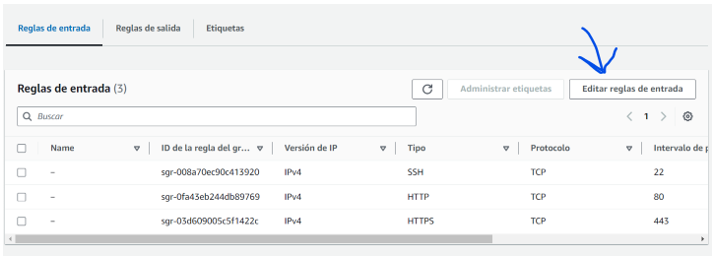 Reglas de entrada Reglas de salida Etiquetas
Reglas de entrada (3) Administrar etiquetas Editar reglas de entrada
Buscar 1
Name ID de la regla del gr... Versión de IP Tipo Protocolo Intervalo de p
– sgr-008a70ec90c413920 IPv4 SSH TCP 22
– sgr-0fa43eb244db89769 IPv4 HTTP TCP 80
– sgr-03d609005c5f1422c IPv4 HTTPS TCP 443